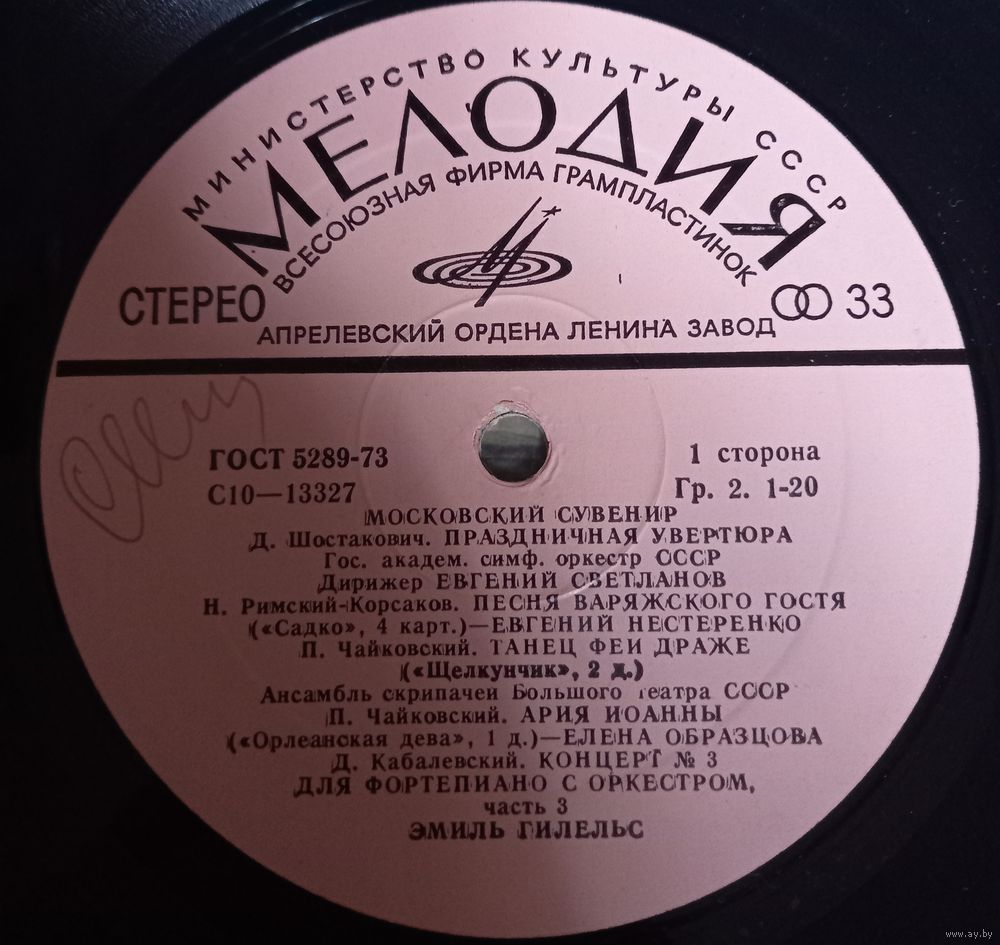 МИНИСТЕРСТВО КУЛЬТУРЫ СССР
МЕЛОДИЯ
ВСЕСОЮЗНАЯ ФИРМА ГРАМПЛАСТИНОК
СТЕРЕО
33
АПРЕЛЕВСКИЙ ОРДЕНА ЛЕНИНА ЗАВОД
ГОСТ 5289-73
1 сторона
С10—13327
Гр. 2. 1-20
МОСКОВСКИЙ СУВЕНИР
Д. Шостакович. ПРАЗДНИЧНАЯ УВЕРТЮРА
Гос. академ. симф. оркестр СССР
Дирижер ЕВГЕНИЙ СВЕТЛАНОВ
Н. Римский-Корсаков. ПЕСНЯ ВАРЯЖСКОГО ГОСТЯ
(«Садко», 4 карт.)—ЕВГЕНИЙ НЕСТЕРЕНКО
П. Чайковский. ТАНЕЦ ФЕИ ДРАЖЕ
(«Щелкунчик», 2 д.)
Ансамбль скрипачей Большого театра СССР
П. Чайковский. АРИЯ ИОАННЫ
(«Орлеанская дева», 1 д.)—ЕЛЕНА ОБРАЗЦОВА
Д. Кабалевский. КОНЦЕРТ № 3
ДЛЯ ФОРТЕПИАНО С ОРКЕСТРОМ,
часть 3
ЭМИЛЬ ГИЛЕЛЬС
www.ay.by